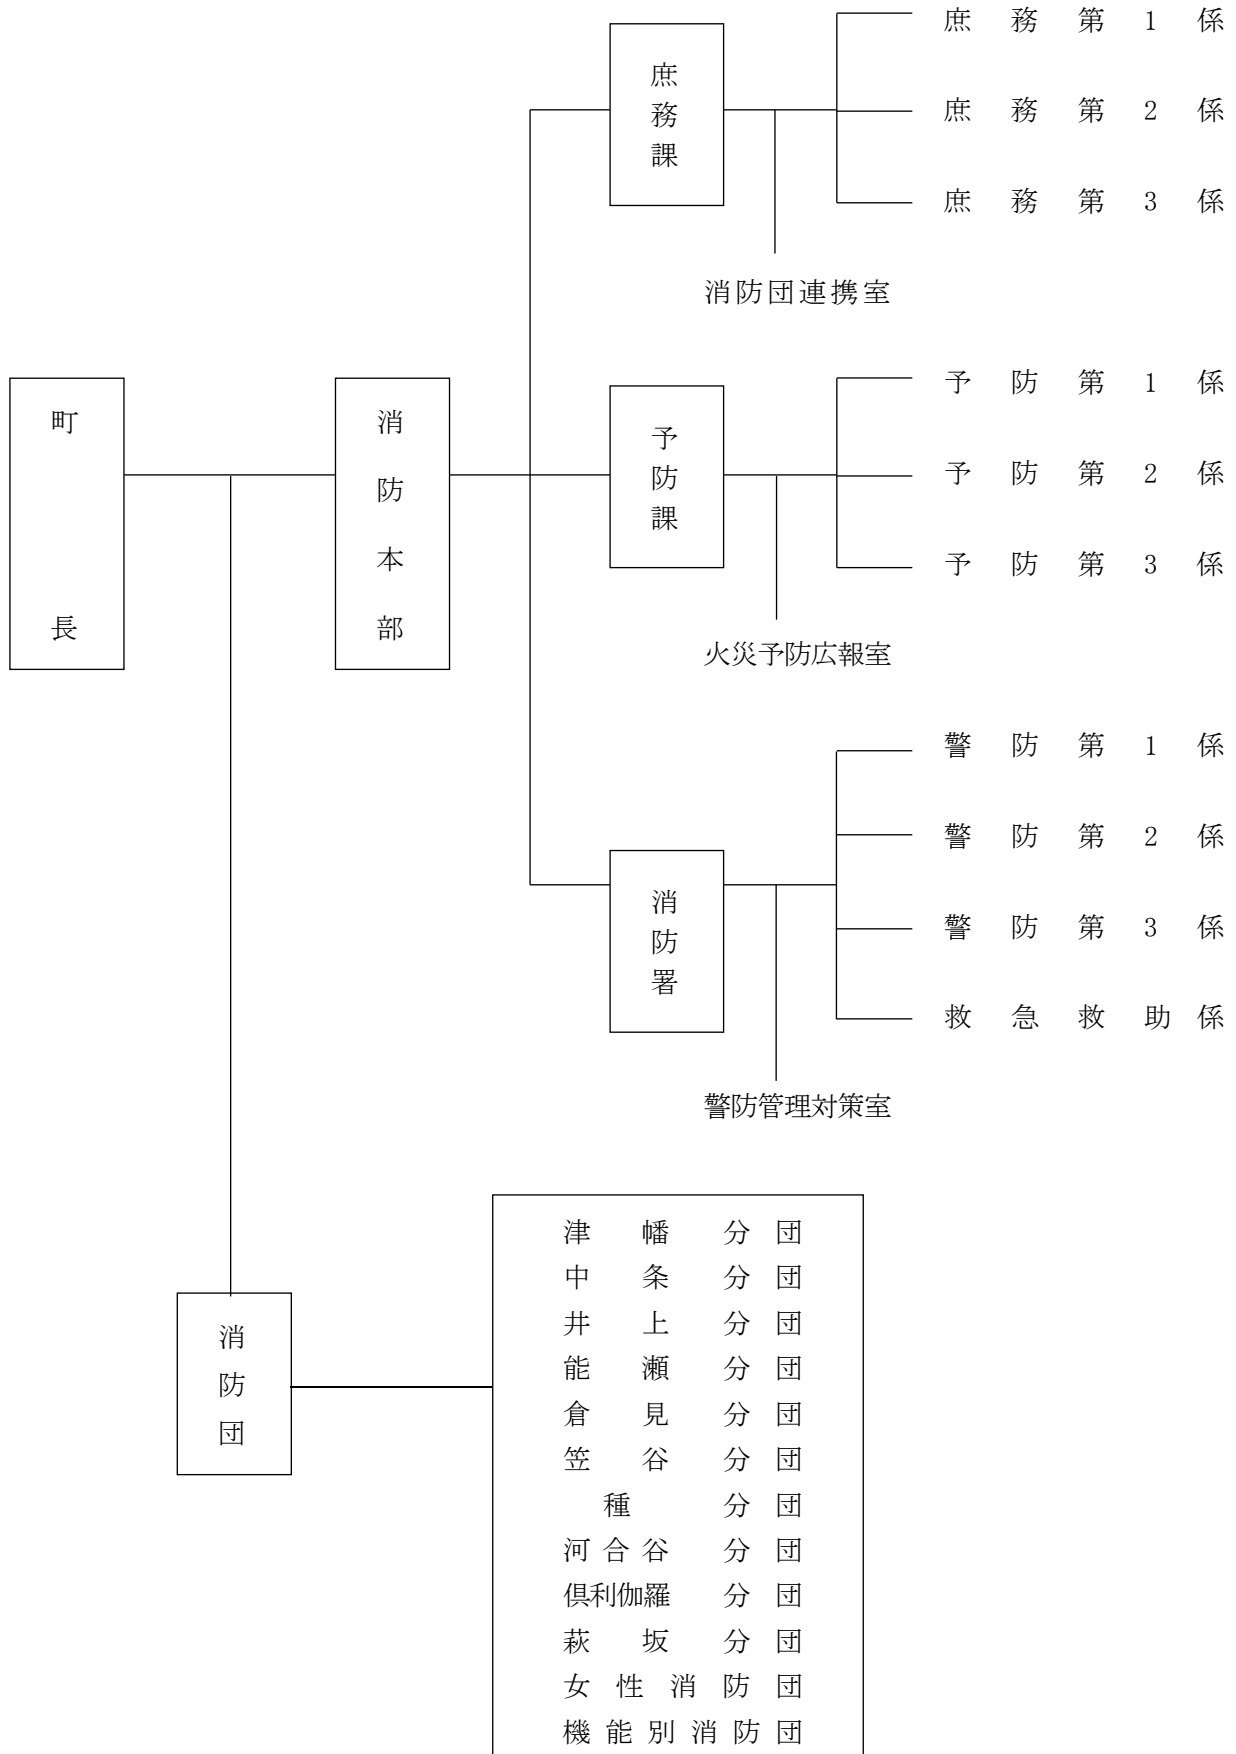 庶務第1係
庶務課
庶務第2係
庶務第3係
消防団連携室
町長
消防本部
予防第1係
予防課
予防第2係
予防第3係
火災予防広報室
警防第1係
警防第2係
消防署
警防第3係
救急救助係
警防管理対策室
消防団
津幡分団
中条分団
井上分団
能瀬分団
倉見分団
笠谷分団
種分団
河合谷分団
倶利伽羅分団
萩坂分団
女性消防団
機能別消防団